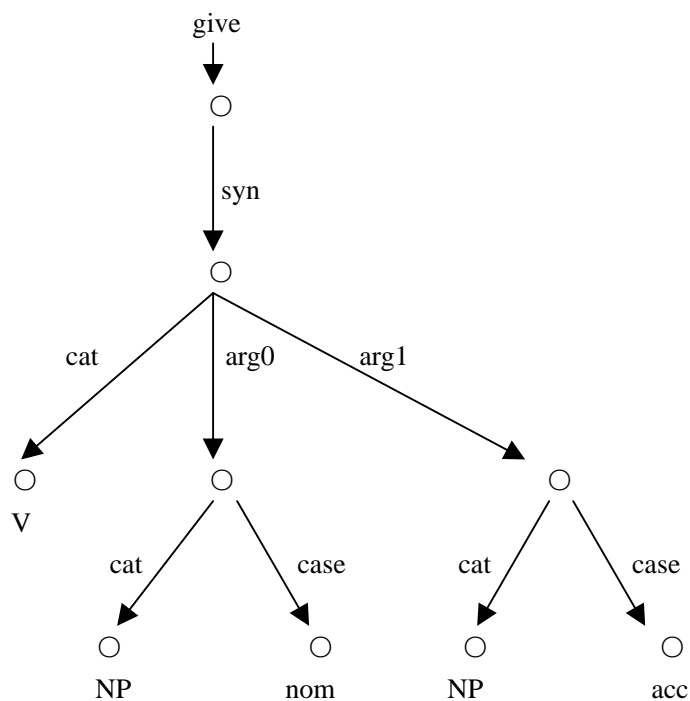 give
syn
cat arg0 arg1
V
cat case cat case
NP nom NP acc